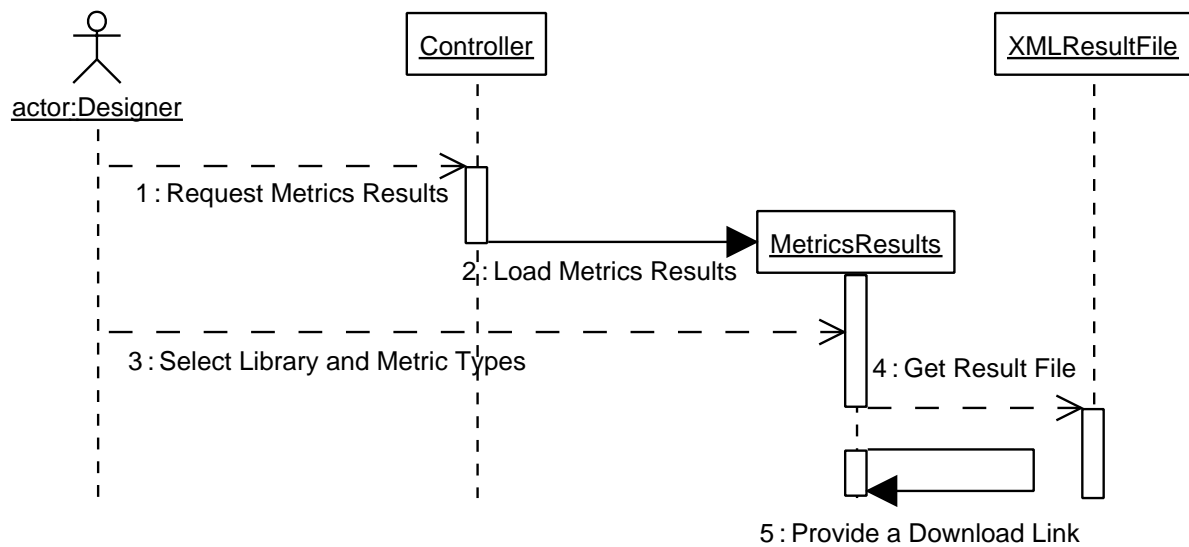 Controller
XMLResultFile
actor:Designer
1 : Request Metrics Results
MetricsResults
2 : Load Metrics Results
3 : Select Library and Metric Types
4 : Get Result File
5 : Provide a Download Link